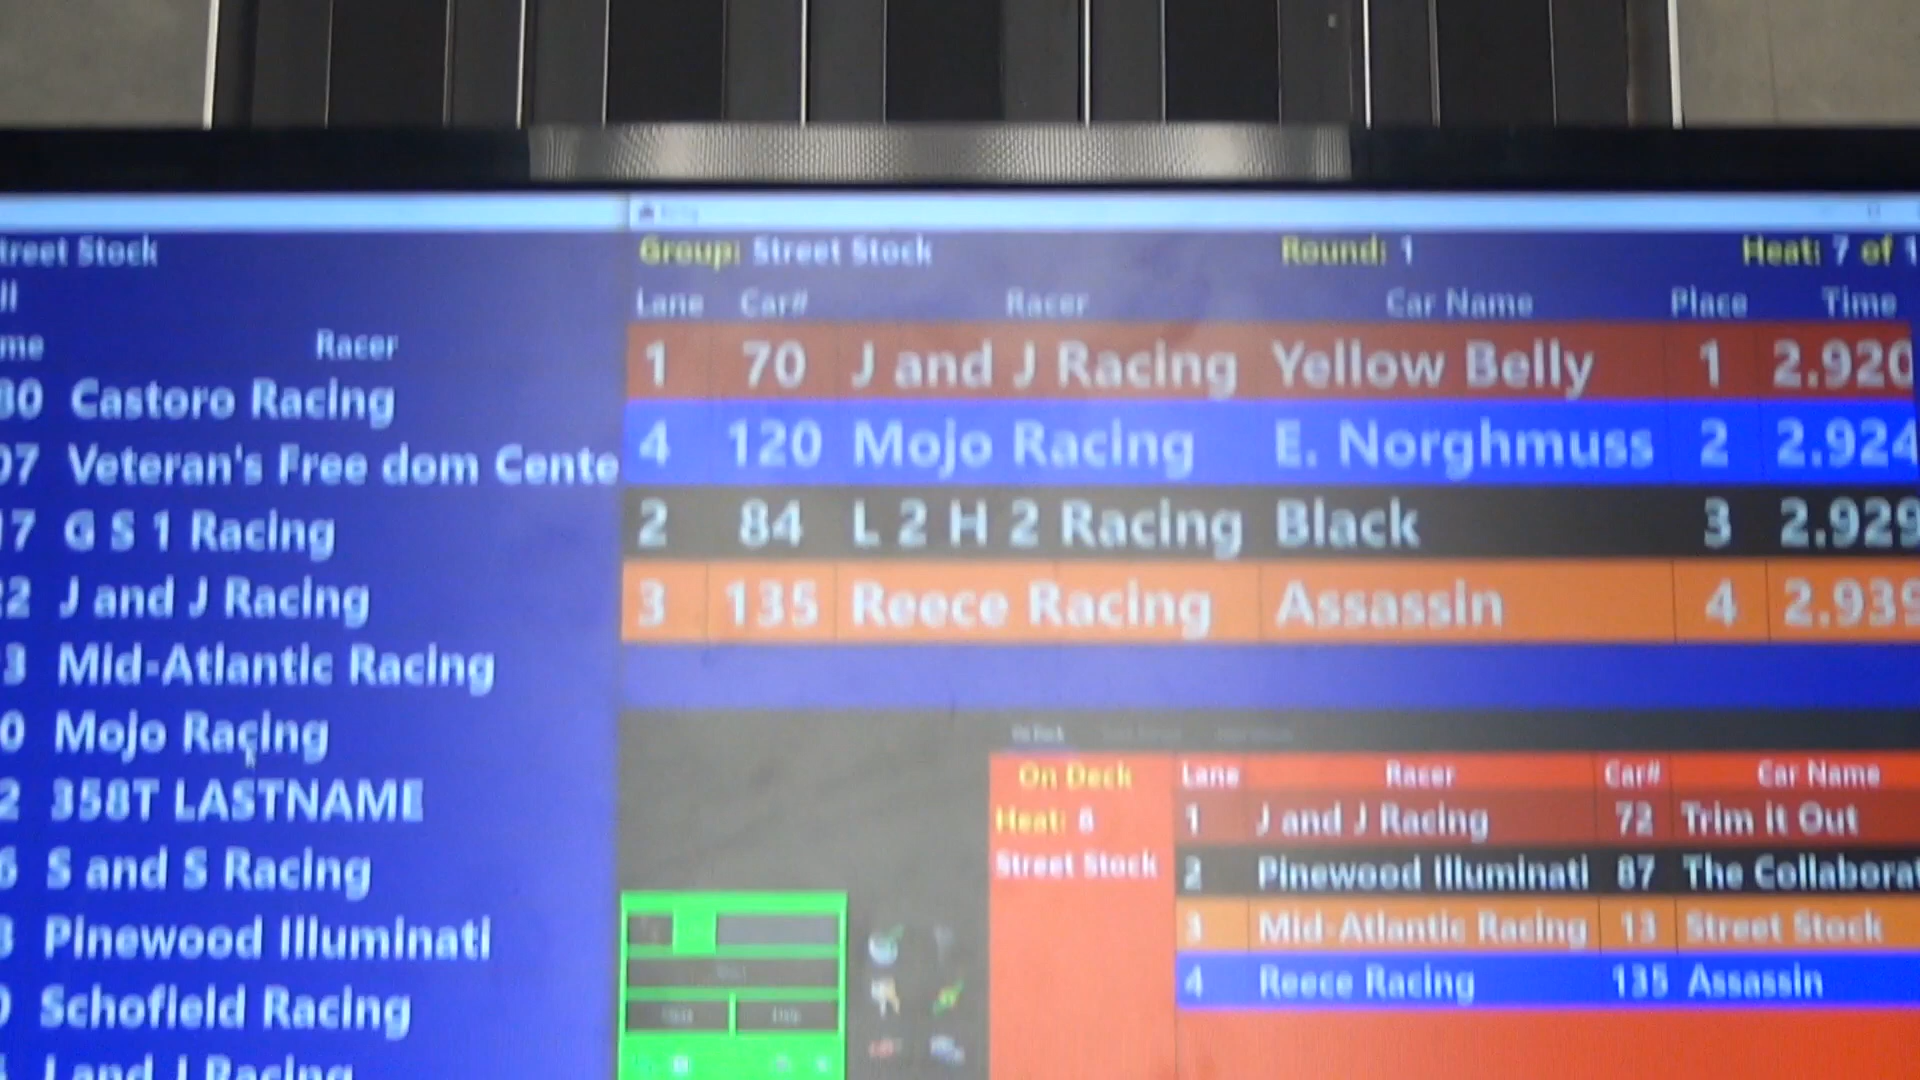 treet Stock
ll
me Racer
80 Castoro Racing
07 Veteran's Free dom Cente
17 G S 1 Racing
22 J and J Racing
3 Mid-Atlantic Racing
0 Mojo Racing
2 358T LASTNAME
6 S and S Racing
3 Pinewood Illuminati
0 Schofield Racing
J and J Racing
Group: Street Stock Round: 1 Heat: 7 of 1
Lane Car# Racer Car Name Place Time
1 70 J and J Racing Yellow Belly 1 2.920
4 120 Mojo Racing E. Norghmuss 2 2.924
2 84 L 2 H 2 Racing Black 3 2.929
3 135 Reece Racing Assassin 4 2.939
On Deck Lane Racer Car# Car Name
Heat: 8 1 J and J Racing 72 Trim it Out
Street Stock 2 Pinewood Illuminati 87 The Collaborat
3 Mid-Atlantic Racing 13 Street Stock
4 Reece Racing 135 Assassin